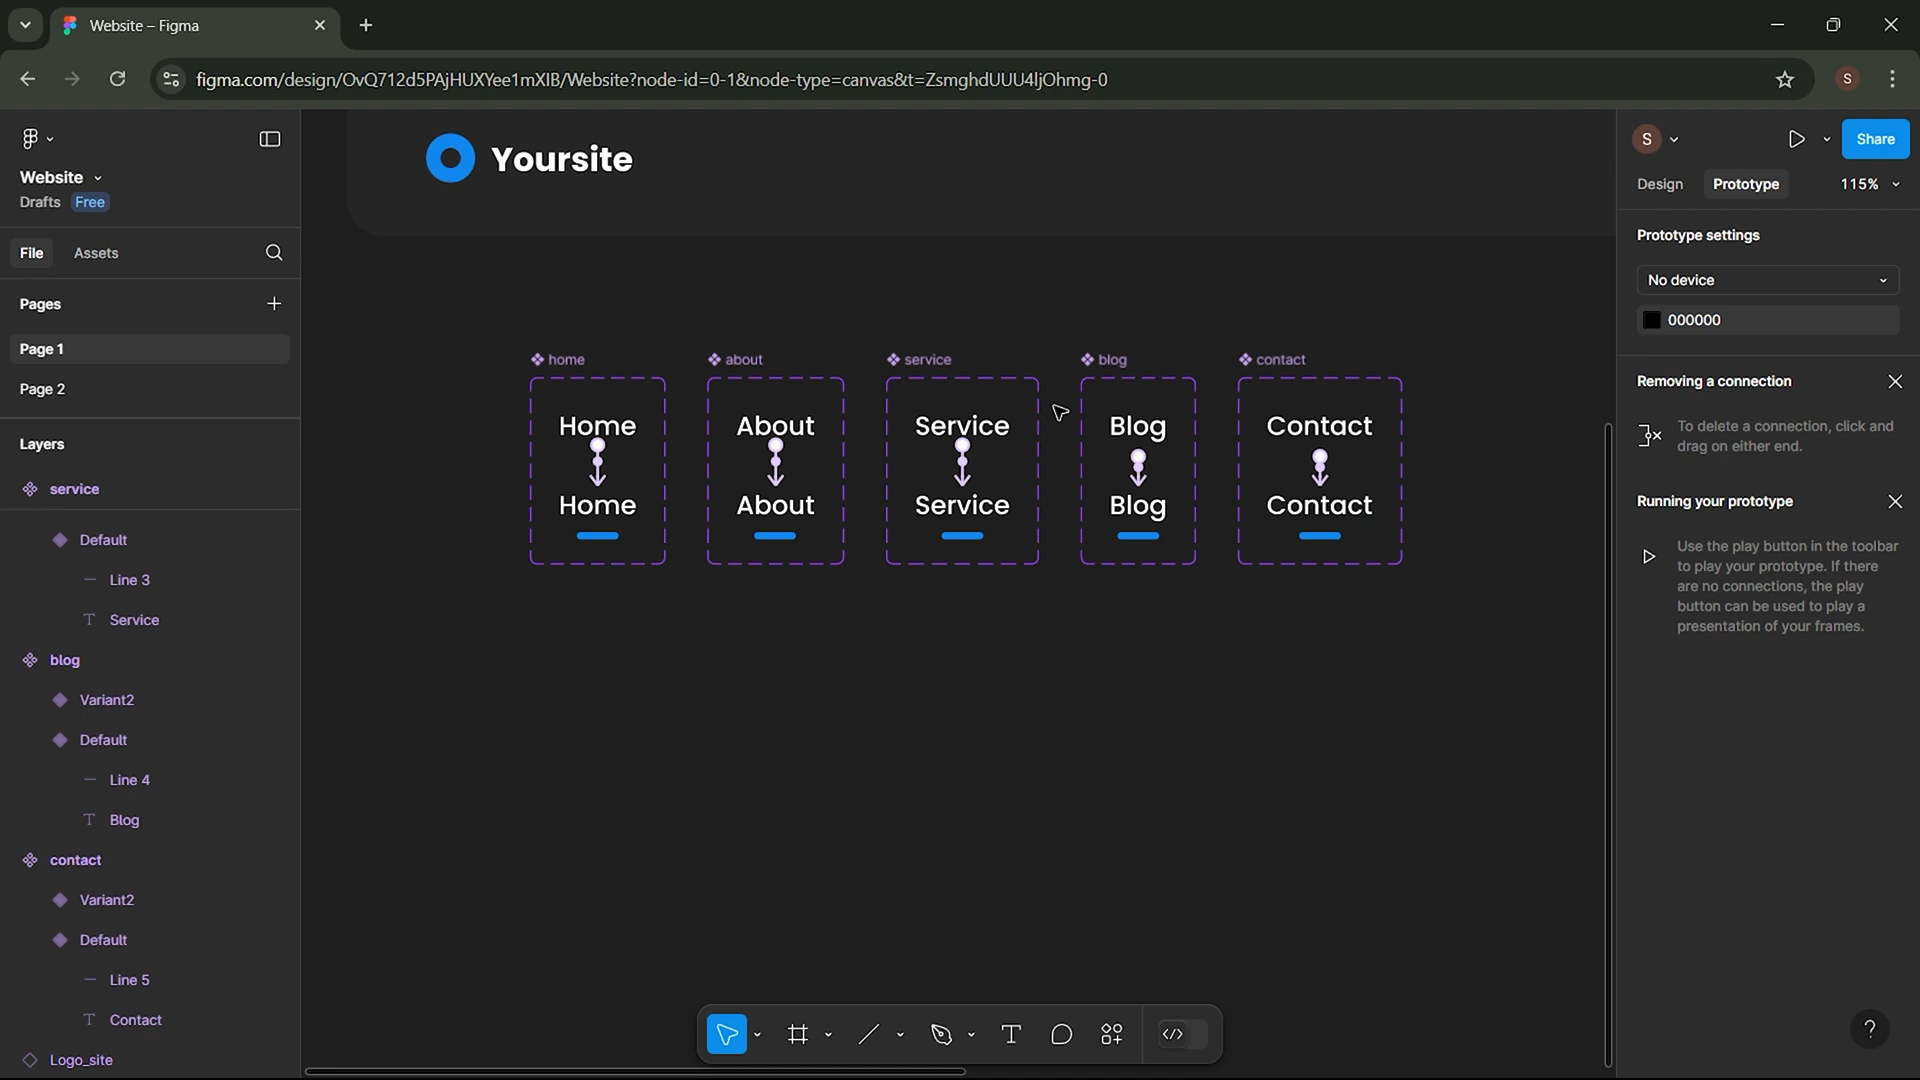 Website – Figma
figma.com/design/OvQ712d5PAjHUXYee1mXIB/Website?node-id=0-1&node-type=canvas&t=ZsmghdUUU4ljOhmg-0
S
Website
Drafts Free
File Assets
Pages
Page 1
Page 2
Layers
service
Default
Line 3
Service
blog
Variant2
Default
Line 4
Blog
contact
Variant2
Default
Line 5
Contact
Logo_site
Yoursite
home about service blog contact
Home About Service Blog Contact
Home About Service Blog Contact
S Share
Design Prototype 115%
Prototype settings
No device
000000
Removing a connection
To delete a connection, click and
drag on either end.
Running your prototype
Use the play button in the toolbar
to play your prototype. If there
are no connections, the play
button can be used to play a
presentation of your frames.
?